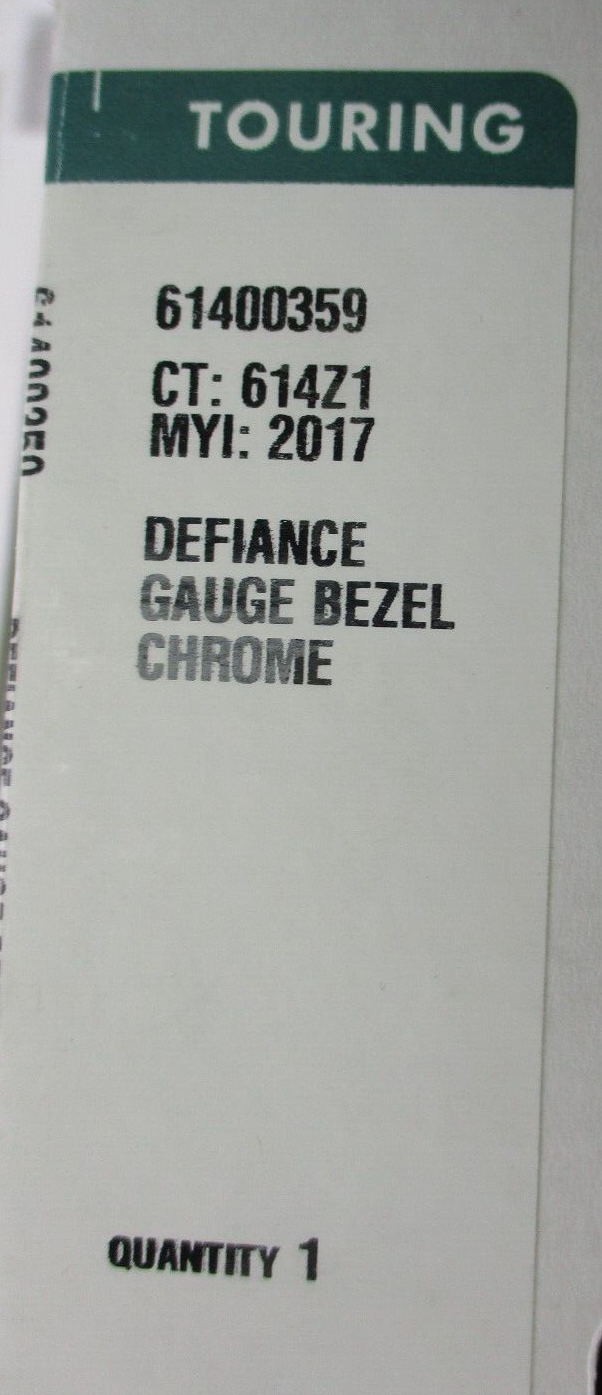 TOURING
61400359
CT: 614Z1
MYI: 2017
DEFIANCE
GAUGE BEZEL
CHROME
QUANTITY 1